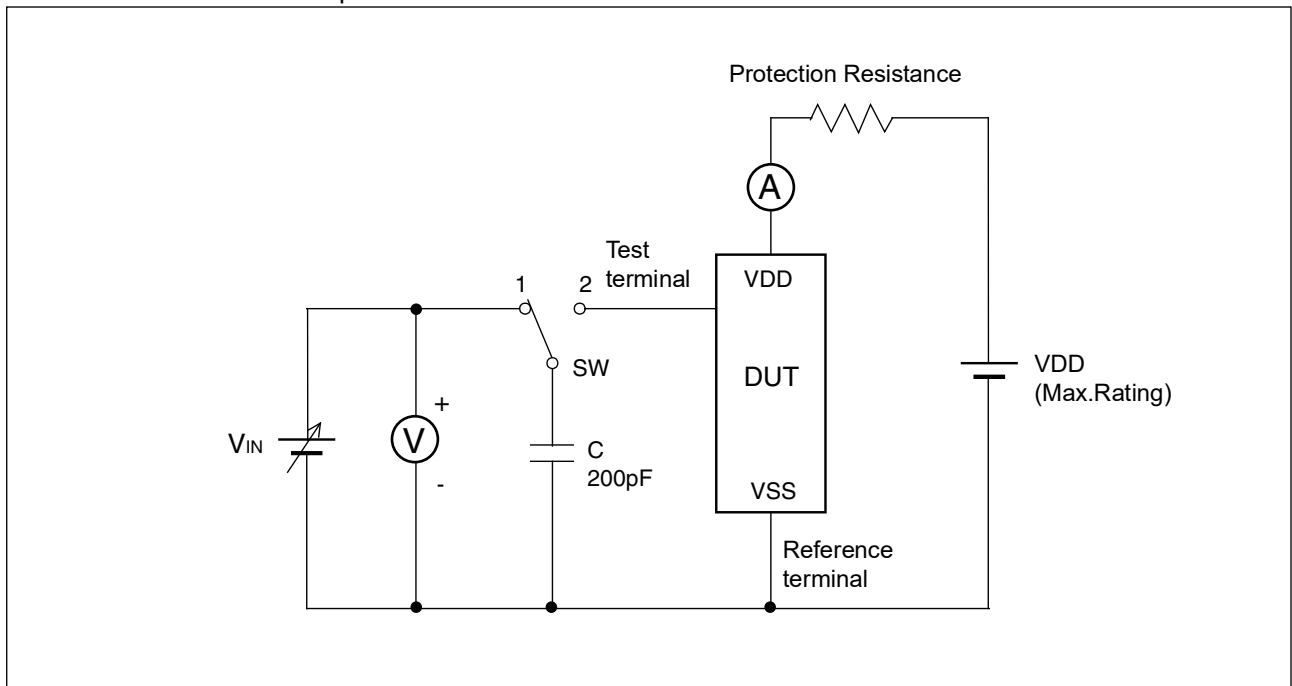 Protection Resistance
A
Test
terminal
1
2
VDD
SW
DUT
VDD
(Max.Rating)
VIN
V
+
-
C
200pF
VSS
Reference
terminal